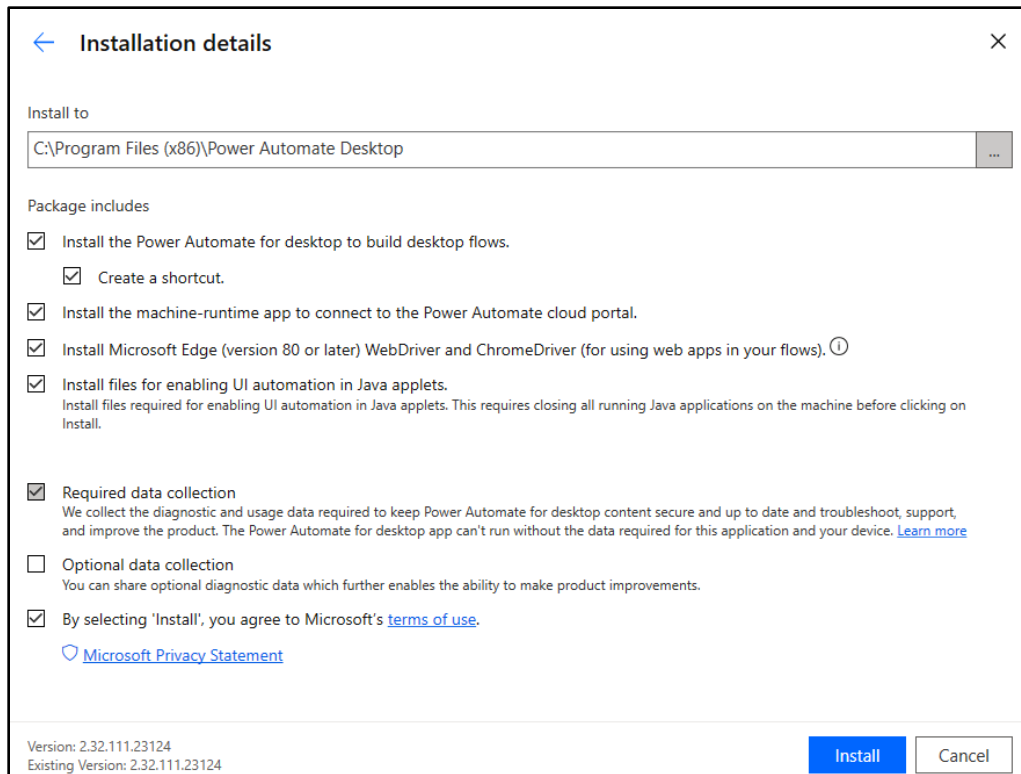 Installation details
Install to
C:\Program Files (x86)\Power Automate Desktop
...
Package includes
Install the Power Automate for desktop to build desktop flows.
Create a shortcut.
Install the machine-runtime app to connect to the Power Automate cloud portal.
Install Microsoft Edge (version 80 or later) WebDriver and ChromeDriver (for using web apps in your flows).
Install files for enabling UI automation in Java applets.
Install files required for enabling UI automation in Java applets. This requires closing all running Java applications on the machine before clicking on
Install.
Required data collection
We collect the diagnostic and usage data required to keep Power Automate for desktop content secure and up to date and troubleshoot, support,
and improve the product. The Power Automate for desktop app can't run without the data required for this application and your device. Learn more
Optional data collection
You can share optional diagnostic data which further enables the ability to make product improvements.
By selecting 'Install', you agree to Microsoft's terms of use.
Microsoft Privacy Statement
Version: 2.32.111.23124
Existing Version: 2.32.111.23124
Install
Cancel